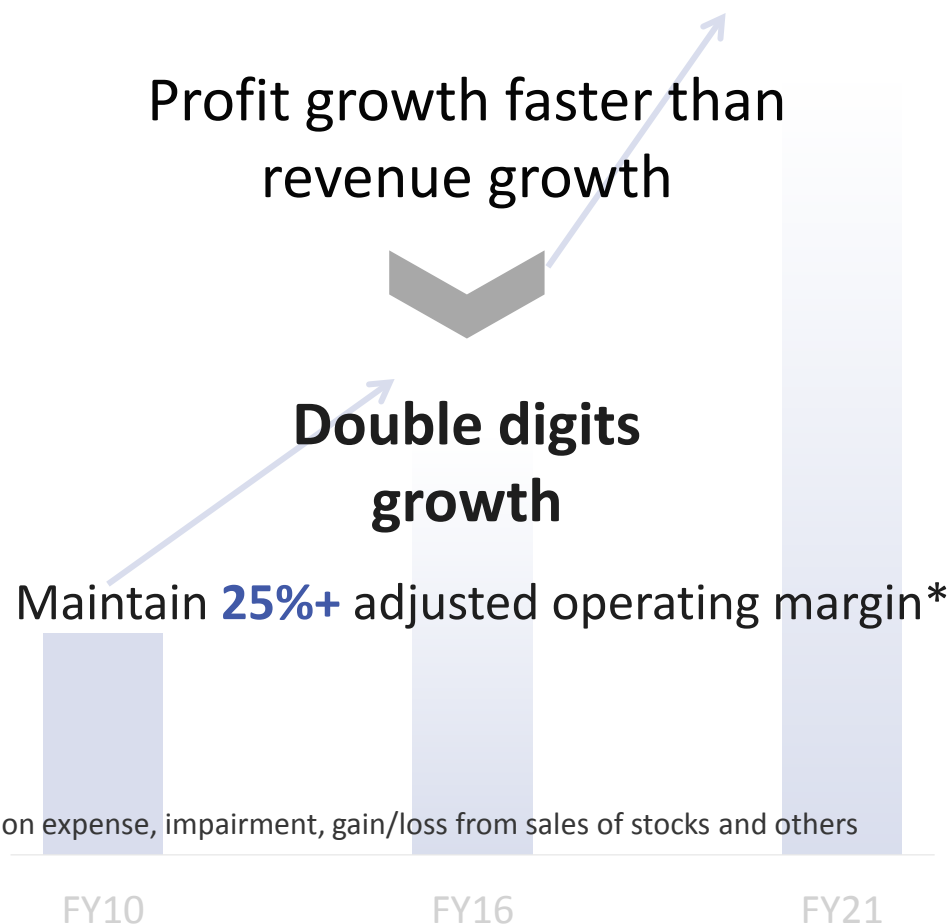 Profit growth faster than
revenue growth
Double digits
growth
Maintain 25%+ adjusted operating margin*
on expense, impairment, gain/loss from sales of stocks and others
FY10 FY16 FY21